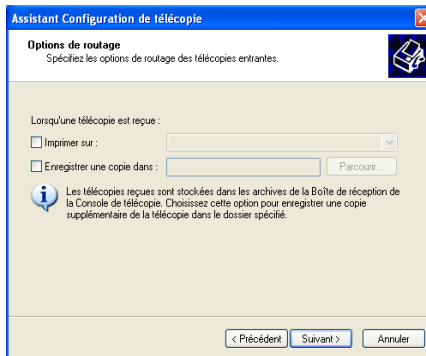 Assistant Configuration de télécopie
Options de routage
Spécifiez les options de routage des télécopies entrantes.
Lorsqu'une télécopie est reçue :
Imprimer sur :
Enregistrer une copie dans :
Parcourir...
Les télécopies reçues sont stockées dans les archives de la Boîte de réception de
la Console de télécopie. Choisissez cette option pour enregistrer une copie
supplémentaire de la télécopie dans le dossier spécifié.
< Précédent Suivant > Annuler